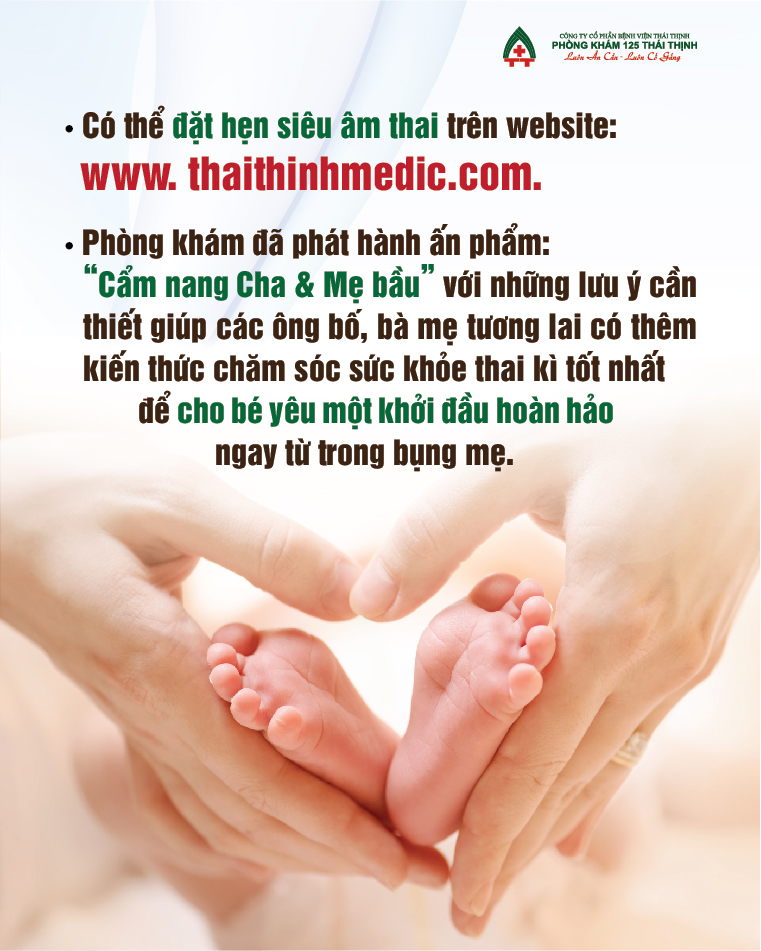 CÔNG TY CỔ PHẦN BỆNH VIỆN THÁI THỊNH
PHÒNG KHÁM 125 THÁI THỊNH
Luôn Ân Cần - Luôn Cố Gắng
• Có thể đặt hẹn siêu âm thai trên website:
www. thaithinhmedic.com.
• Phòng khám đã phát hành ấn phẩm:
“Cẩm nang Cha & Mẹ bầu” với những lưu ý cần
thiết giúp các ông bố, bà mẹ tương lai có thêm
kiến thức chăm sóc sức khỏe thai kì tốt nhất
để cho bé yêu một khởi đầu hoàn hảo
ngay từ trong bụng mẹ.